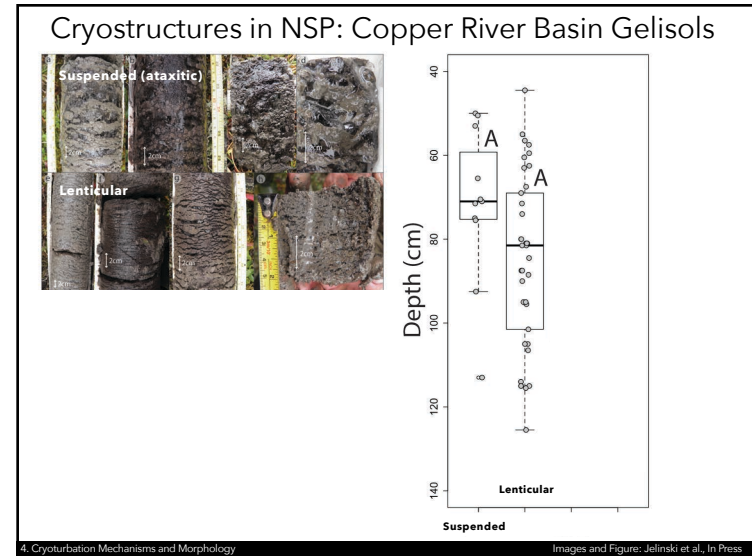 Cryostructures in NSP: Copper River Basin Gelisols
Suspended (ataxitic)
2cm
2cm
2cm
Lenticular
2cm
2cm
2cm
2cm
Depth (cm)
40
60
80
100
120
140
A
A
Lenticular
Suspended
4. Cryoturbation Mechanisms and Morphology
Images and Figure: Jelinski et al., In Press